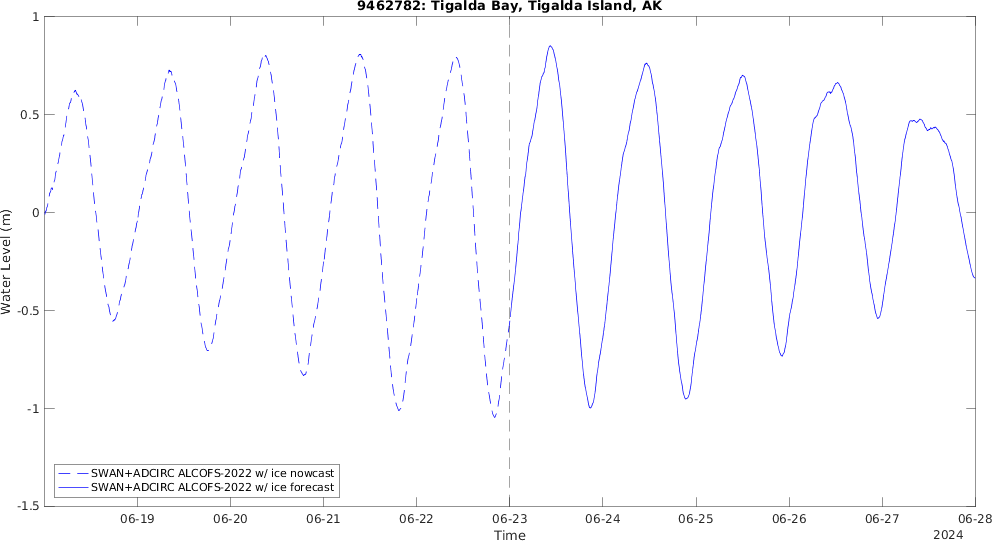 9462782: Tigalda Bay, Tigalda Island, AK
1
0.5
0
-0.5
-1
-1.5
Water Level (m)
SWAN+ADCIRC ALCOFS-2022 w/ ice nowcast
SWAN+ADCIRC ALCOFS-2022 w/ ice forecast
06-19 06-20 06-21 06-22 06-23 06-24 06-25 06-26 06-27 06-28
Time
2024